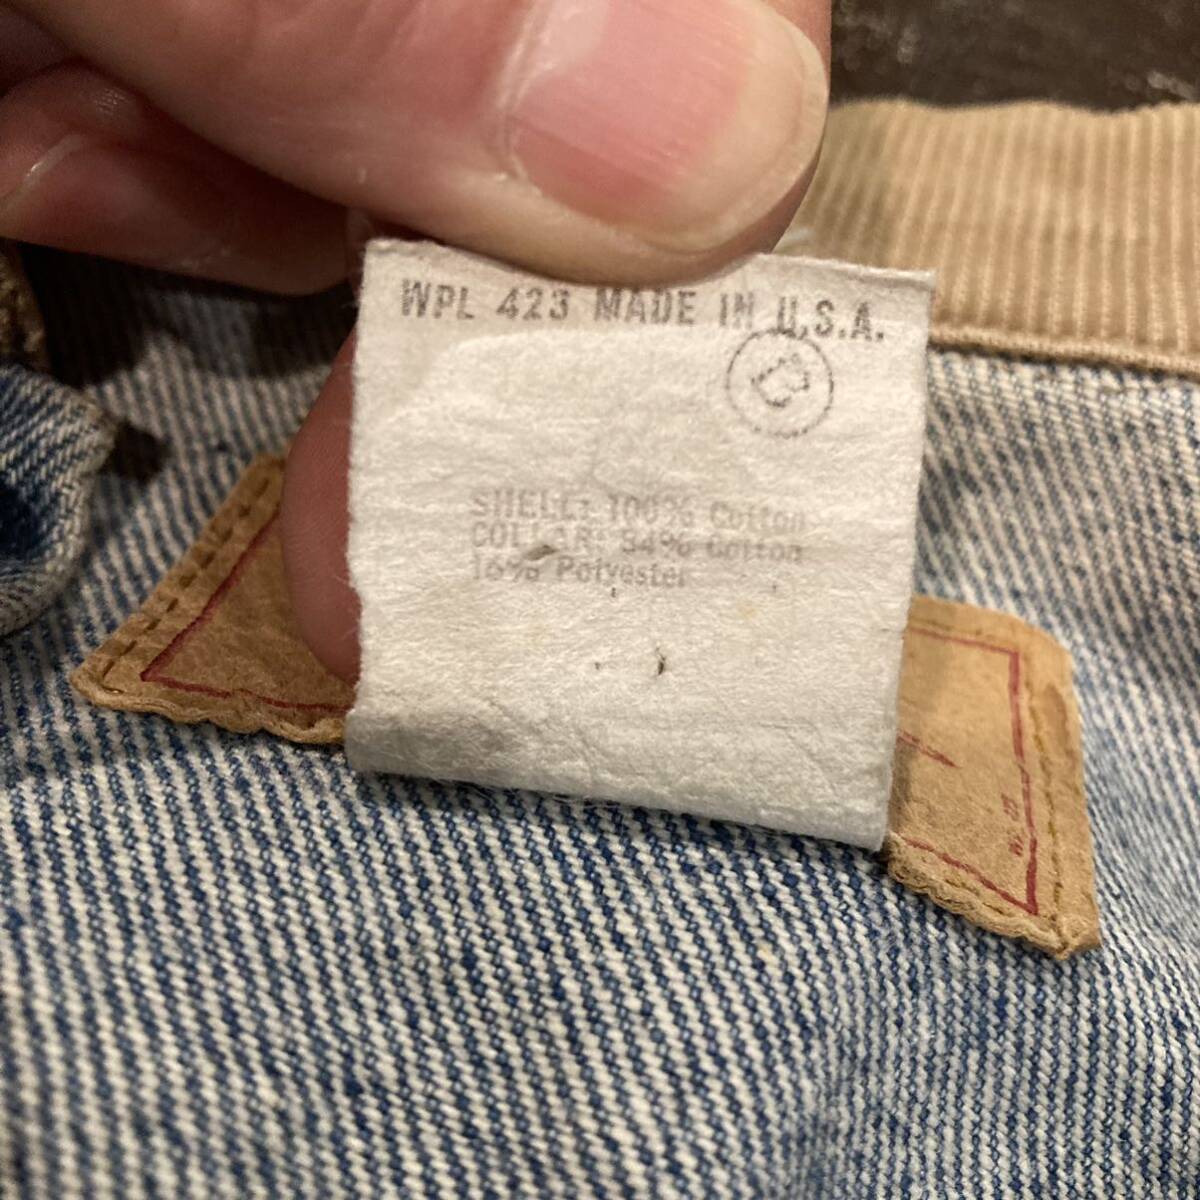 WPL 423 MADE IN U.S.A.
SHELL: 100% Cotton
COLLAR: 84% Cotton
16% Polyester